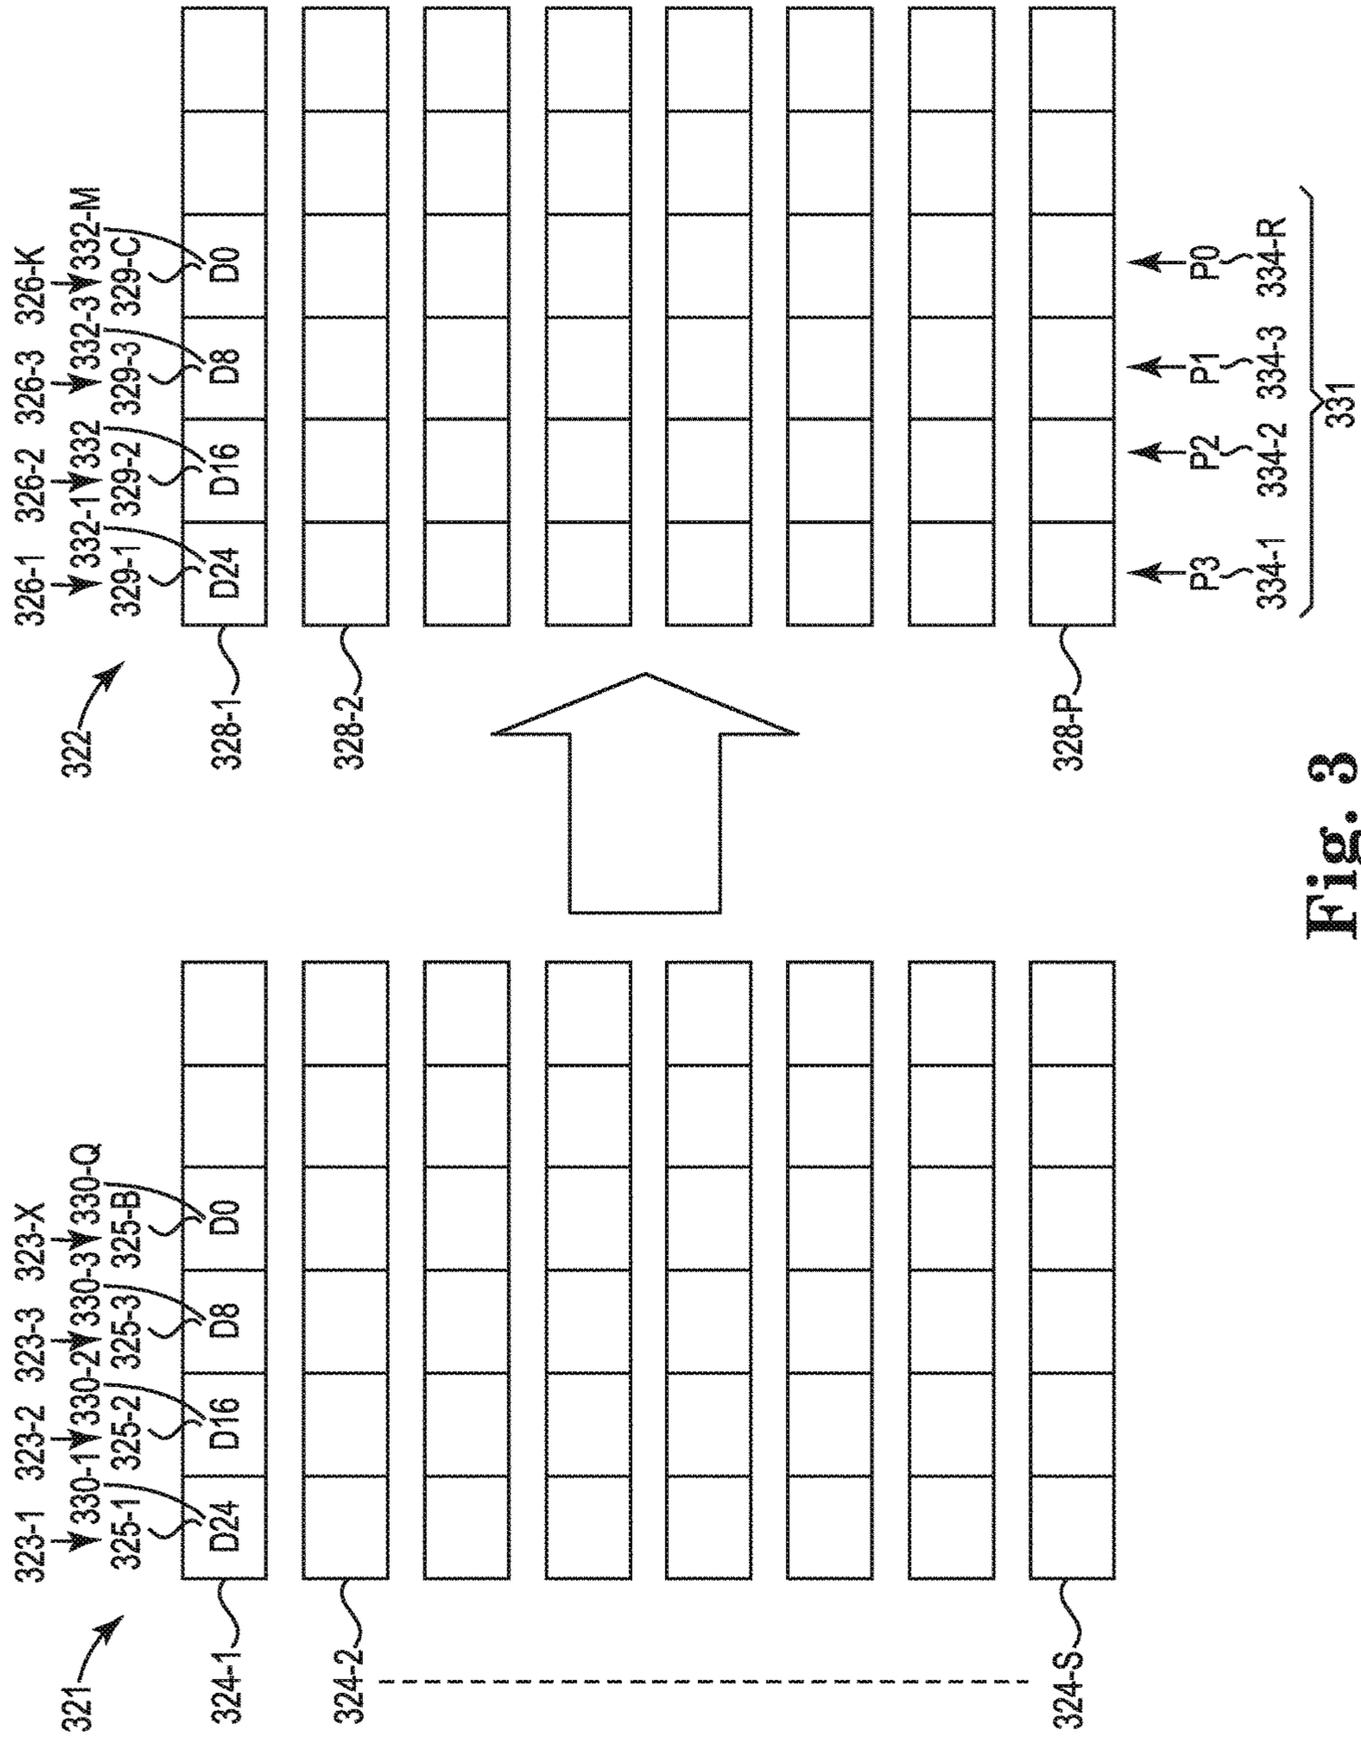 323-1 323-2 323-3 323-X 326-1 326-2 326-3 326-K
321 330-1 330-2 330-3 330-Q 322 332-1 332 332-3 332-M
325-1 325-2 325-3 325-B 329-1 329-2 329-3 329-C
324-1 D24 D16 D8 D0 328-1 D24 D16 D8 D0
324-2 328-2
324-S 328-P
P3 P2 P1 P0
334-1 334-2 334-3 334-R
331
Fig. 3